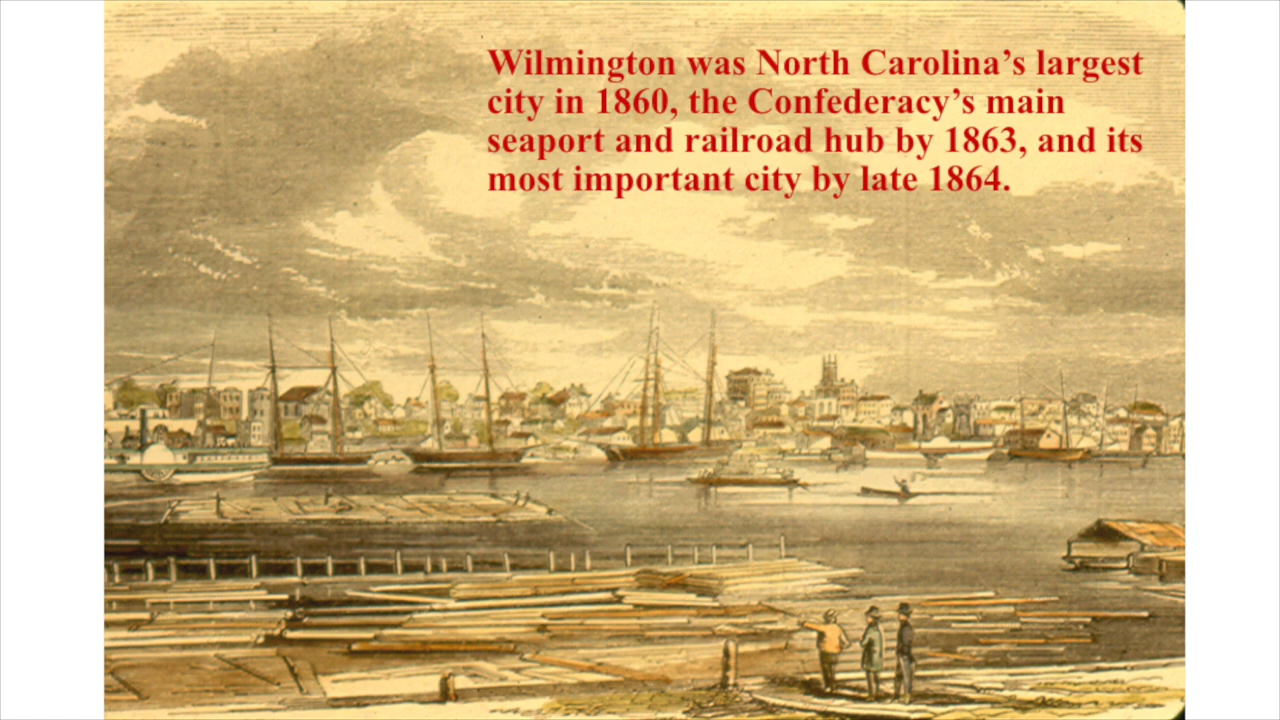 Wilmington was North Carolina’s largest
city in 1860, the Confederacy’s main
seaport and railroad hub by 1863, and its
most important city by late 1864.